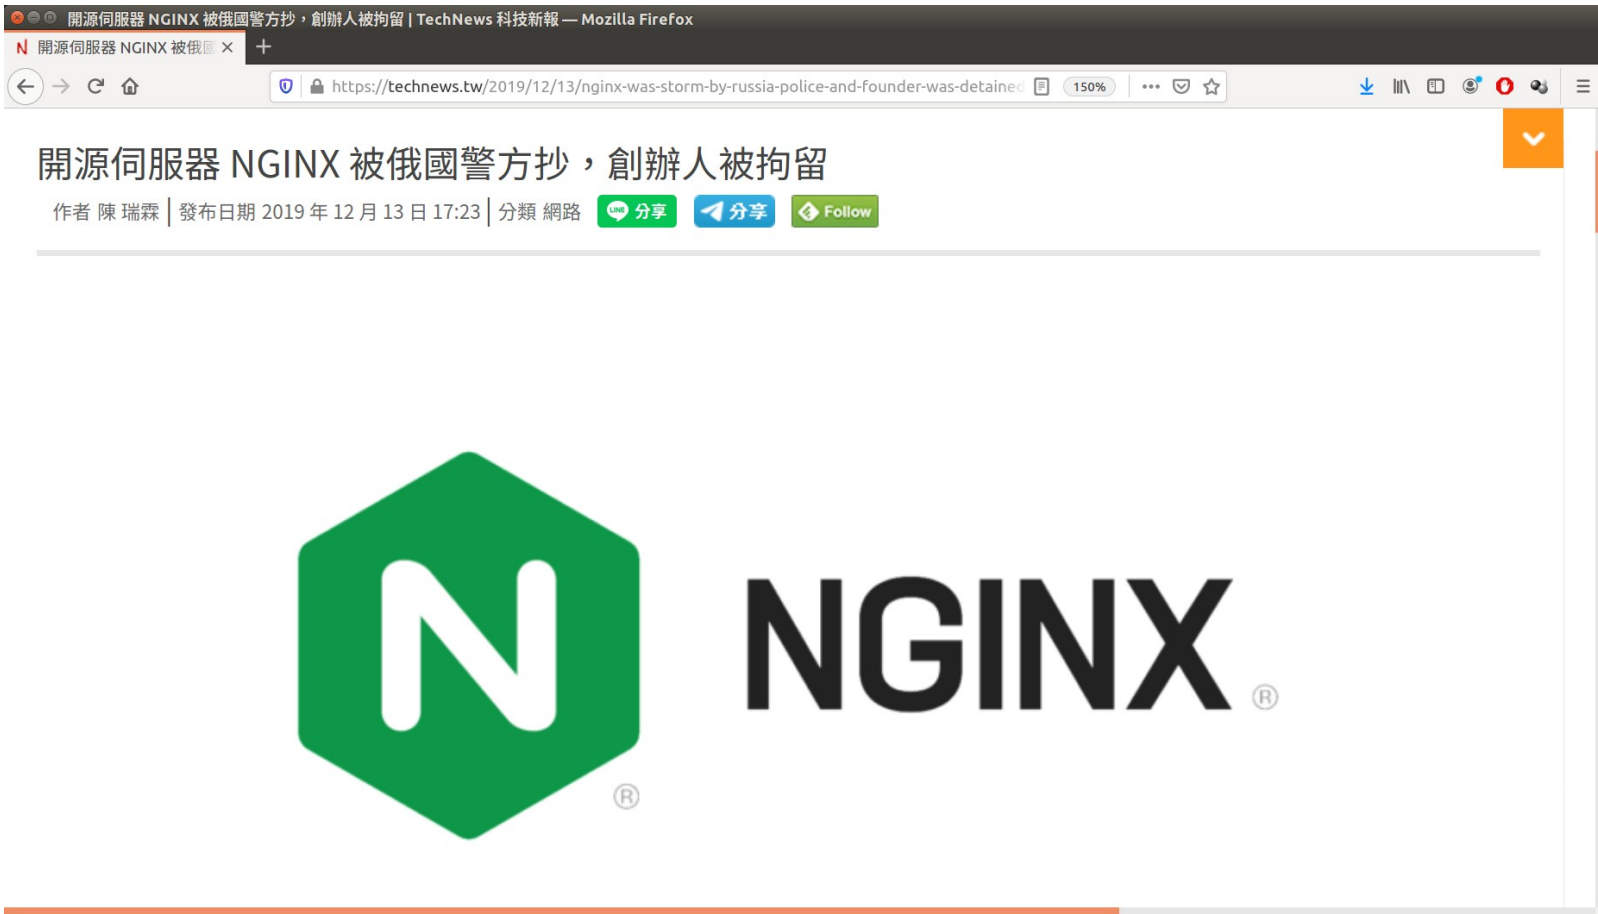 開源伺服器 NGINX 被俄國警方抄，創辦人被拘留 | TechNews 科技新報 — Mozilla Firefox
開源伺服器 NGINX 被俄國
https://technews.tw/2019/12/13/nginx-was-storm-by-russia-police-and-founder-was-detained 150%
開源伺服器 NGINX 被俄國警方抄，創辦人被拘留
作者 陳 瑞霖 | 發布日期 2019 年 12 月 13 日 17:23 | 分類 網路 LINE 分享 分享 Follow
N NGINX ®
®